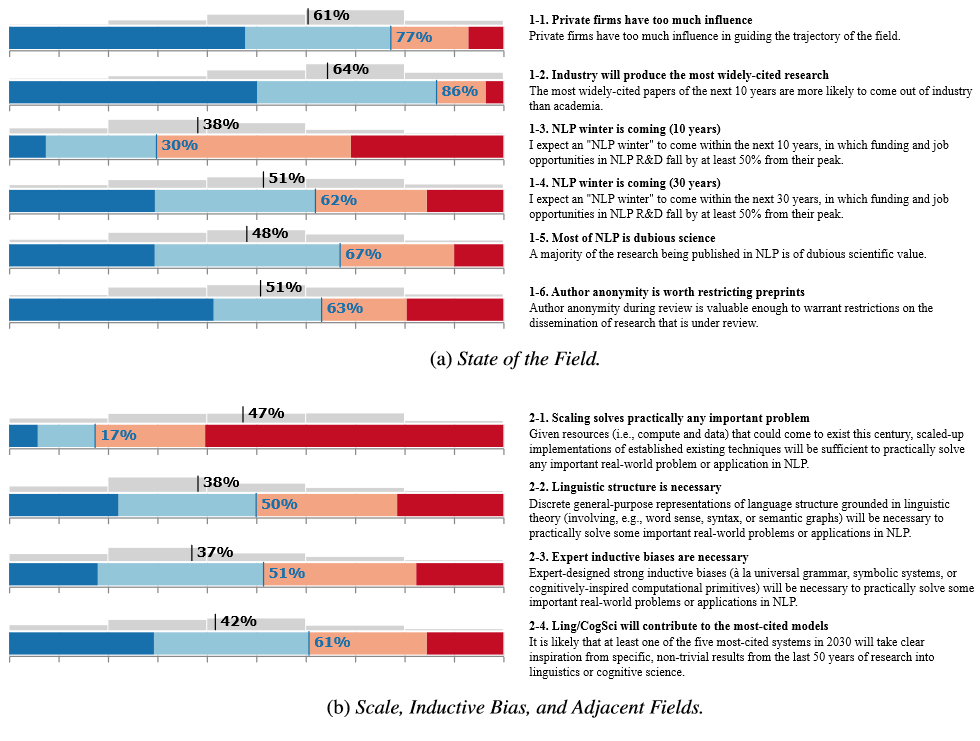 61%
77%
1-1. Private firms have too much influence
Private firms have too much influence in guiding the trajectory of the field.
64%
86%
1-2. Industry will produce the most widely-cited research
The most widely-cited papers of the next 10 years are more likely to come out of industry
than academia.
38%
30%
1-3. NLP winter is coming (10 years)
I expect an "NLP winter" to come within the next 10 years, in which funding and job
opportunities in NLP R&D fall by at least 50% from their peak.
51%
62%
1-4. NLP winter is coming (30 years)
I expect an "NLP winter" to come within the next 30 years, in which funding and job
opportunities in NLP R&D fall by at least 50% from their peak.
48%
67%
1-5. Most of NLP is dubious science
A majority of the research being published in NLP is of dubious scientific value.
51%
63%
1-6. Author anonymity is worth restricting preprints
Author anonymity during review is valuable enough to warrant restrictions on the
dissemination of research that is under review.
(a) State of the Field.
47%
17%
2-1. Scaling solves practically any important problem
Given resources (i.e., compute and data) that could come to exist this century, scaled-up
implementations of established existing techniques will be sufficient to practically solve
any important real-world problem or application in NLP.
38%
50%
2-2. Linguistic structure is necessary
Discrete general-purpose representations of language structure grounded in linguistic
theory (involving, e.g., word sense, syntax, or semantic graphs) will be necessary to
practically solve some important real-world problems or applications in NLP.
37%
51%
2-3. Expert inductive biases are necessary
Expert-designed strong inductive biases (à la universal grammar, symbolic systems, or
cognitively-inspired computational primitives) will be necessary to practically solve some
important real-world problems or applications in NLP.
42%
61%
2-4. Ling/CogSci will contribute to the most-cited models
It is likely that at least one of the five most-cited systems in 2030 will take clear
inspiration from specific, non-trivial results from the last 50 years of research into
linguistics or cognitive science.
(b) Scale, Inductive Bias, and Adjacent Fields.